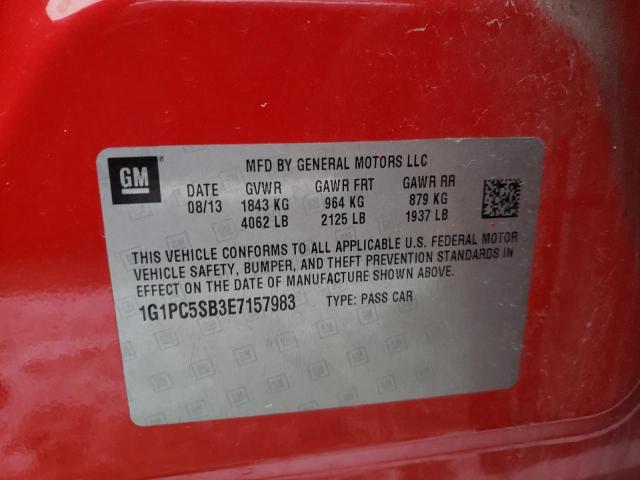 GM
MFD BY GENERAL MOTORS LLC
DATE GVWR GAWR FRT GAWR RR
08/13 1843 KG 964 KG 879 KG
4062 LB 2125 LB 1937 LB
THIS VEHICLE CONFORMS TO ALL APPLICABLE U.S. FEDERAL MOTOR
VEHICLE SAFETY, BUMPER, AND THEFT PREVENTION STANDARDS IN
EFFECT ON THE DATE OF MANUFACTURE SHOWN ABOVE.
1G1PC5SB3E7157983 TYPE: PASS CAR